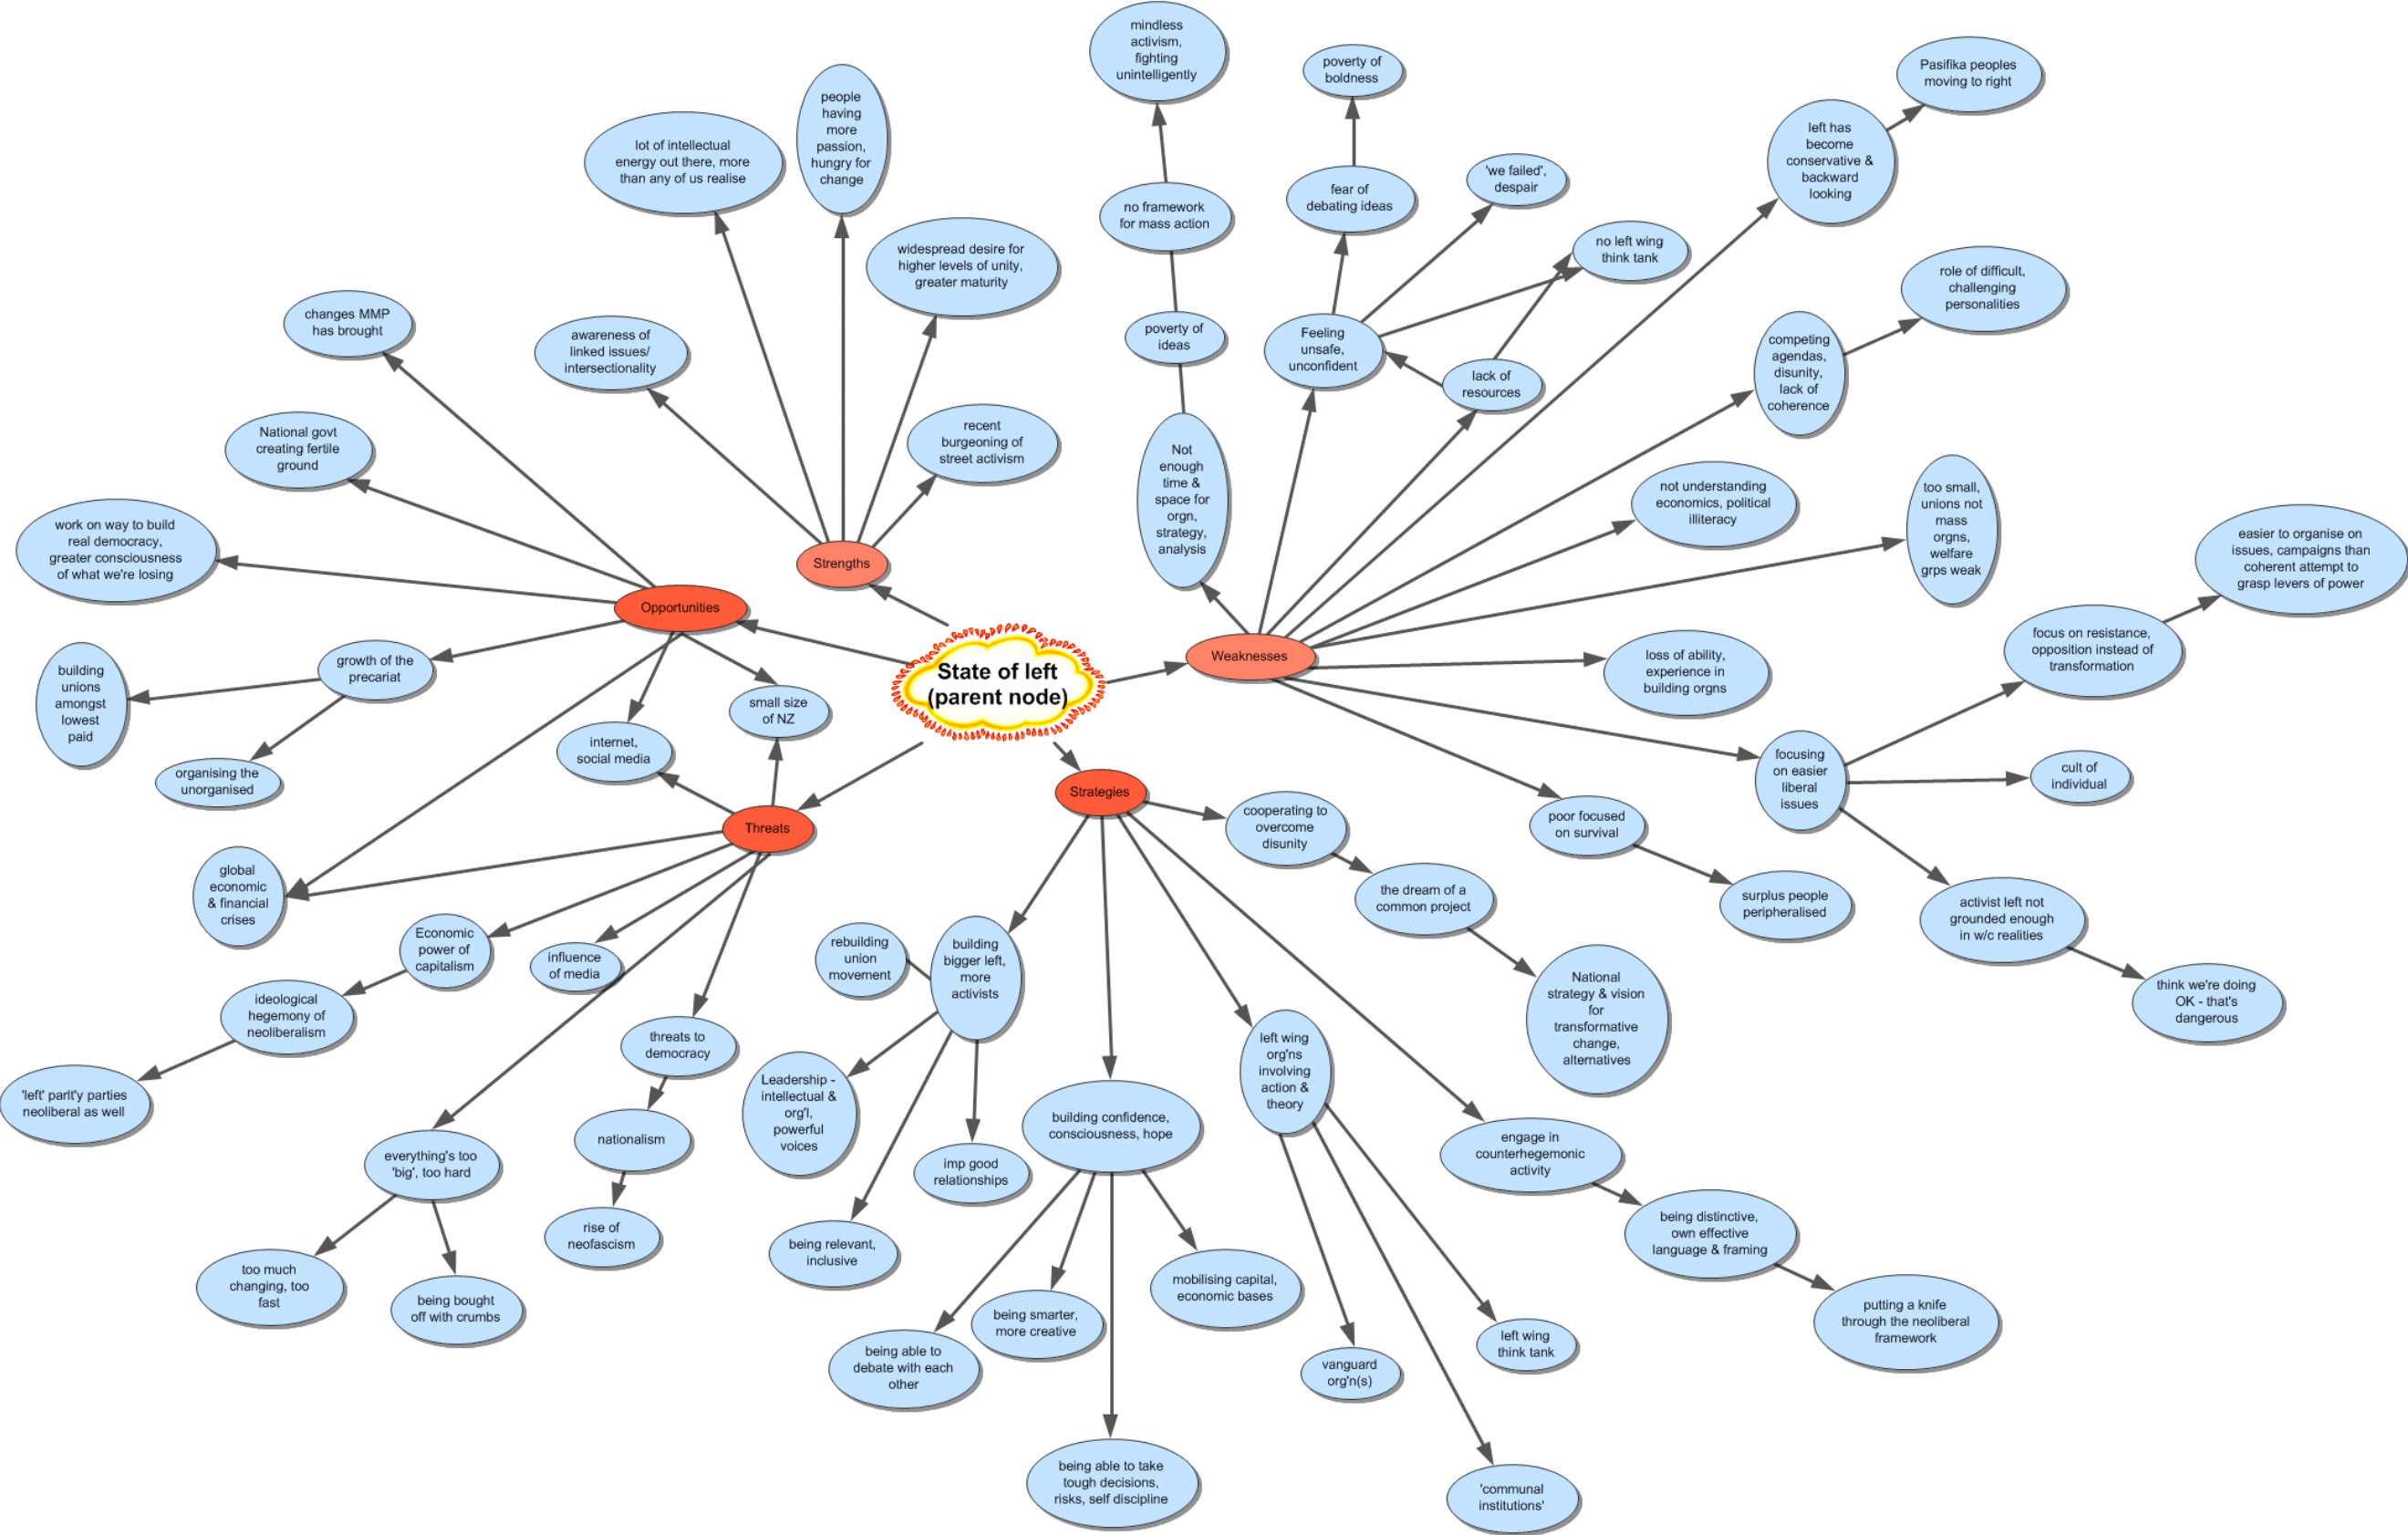 State of left
(parent node)
Strengths
lot of intellectual
energy out there, more
than any of us realise
people
having
more
passion,
hungry for
change
widespread desire for
higher levels of unity,
greater maturity
awareness of
linked issues/
intersectionality
recent
burgeoning of
street activism
Opportunities
changes MMP
has brought
National govt
creating fertile
ground
work on way to build
real democracy,
greater consciousness
of what we're losing
growth of the
precariat
building
unions
amongst
lowest
paid
organising the
unorganised
internet,
social media
small size
of NZ
global
economic
& financial
crises
Threats
Economic
power of
capitalism
ideological
hegemony of
neoliberalism
'left' parlt'y parties
neoliberal as well
influence
of media
threats to
democracy
nationalism
rise of
neofascism
everything's too
'big', too hard
too much
changing, too
fast
being bought
off with crumbs
Weaknesses
mindless
activism,
fighting
unintelligently
no framework
for mass action
poverty of
ideas
Not
enough
time &
space for
orgn,
strategy,
analysis
poverty of
boldness
fear of
debating ideas
'we failed',
despair
no left wing
think tank
Feeling
unsafe,
unconfident
lack of
resources
Pasifika peoples
moving to right
left has
become
conservative &
backward
looking
role of difficult,
challenging
personalities
competing
agendas,
disunity,
lack of
coherence
not understanding
economics, political
illiteracy
too small,
unions not
mass
orgns,
welfare
grps weak
easier to organise on
issues, campaigns than
coherent attempt to
grasp levers of power
focus on resistance,
opposition instead of
transformation
loss of ability,
experience in
building orgns
focusing
on easier
liberal
issues
cult of
individual
poor focused
on survival
surplus people
peripheralised
activist left not
grounded enough
in w/c realities
think we're doing
OK - that's
dangerous
Strategies
cooperating to
overcome
disunity
the dream of a
common project
National
strategy & vision
for
transformative
change,
alternatives
rebuilding
union
movement
building
bigger left,
more
activists
Leadership -
intellectual &
org'l,
powerful
voices
imp good
relationships
being relevant,
inclusive
building confidence,
consciousness, hope
being able to
debate with each
other
being smarter,
more creative
mobilising capital,
economic bases
being able to take
tough decisions,
risks, self discipline
left wing
org'ns
involving
action &
theory
vanguard
org'n(s)
left wing
think tank
'communal
institutions'
engage in
counterhegemonic
activity
being distinctive,
own effective
language & framing
putting a knife
through the neoliberal
framework